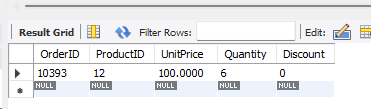 Result Grid Filter Rows: Edit:
OrderID ProductID UnitPrice Quantity Discount
10393 12 100.0000 6 0
NULL NULL NULL NULL NULL